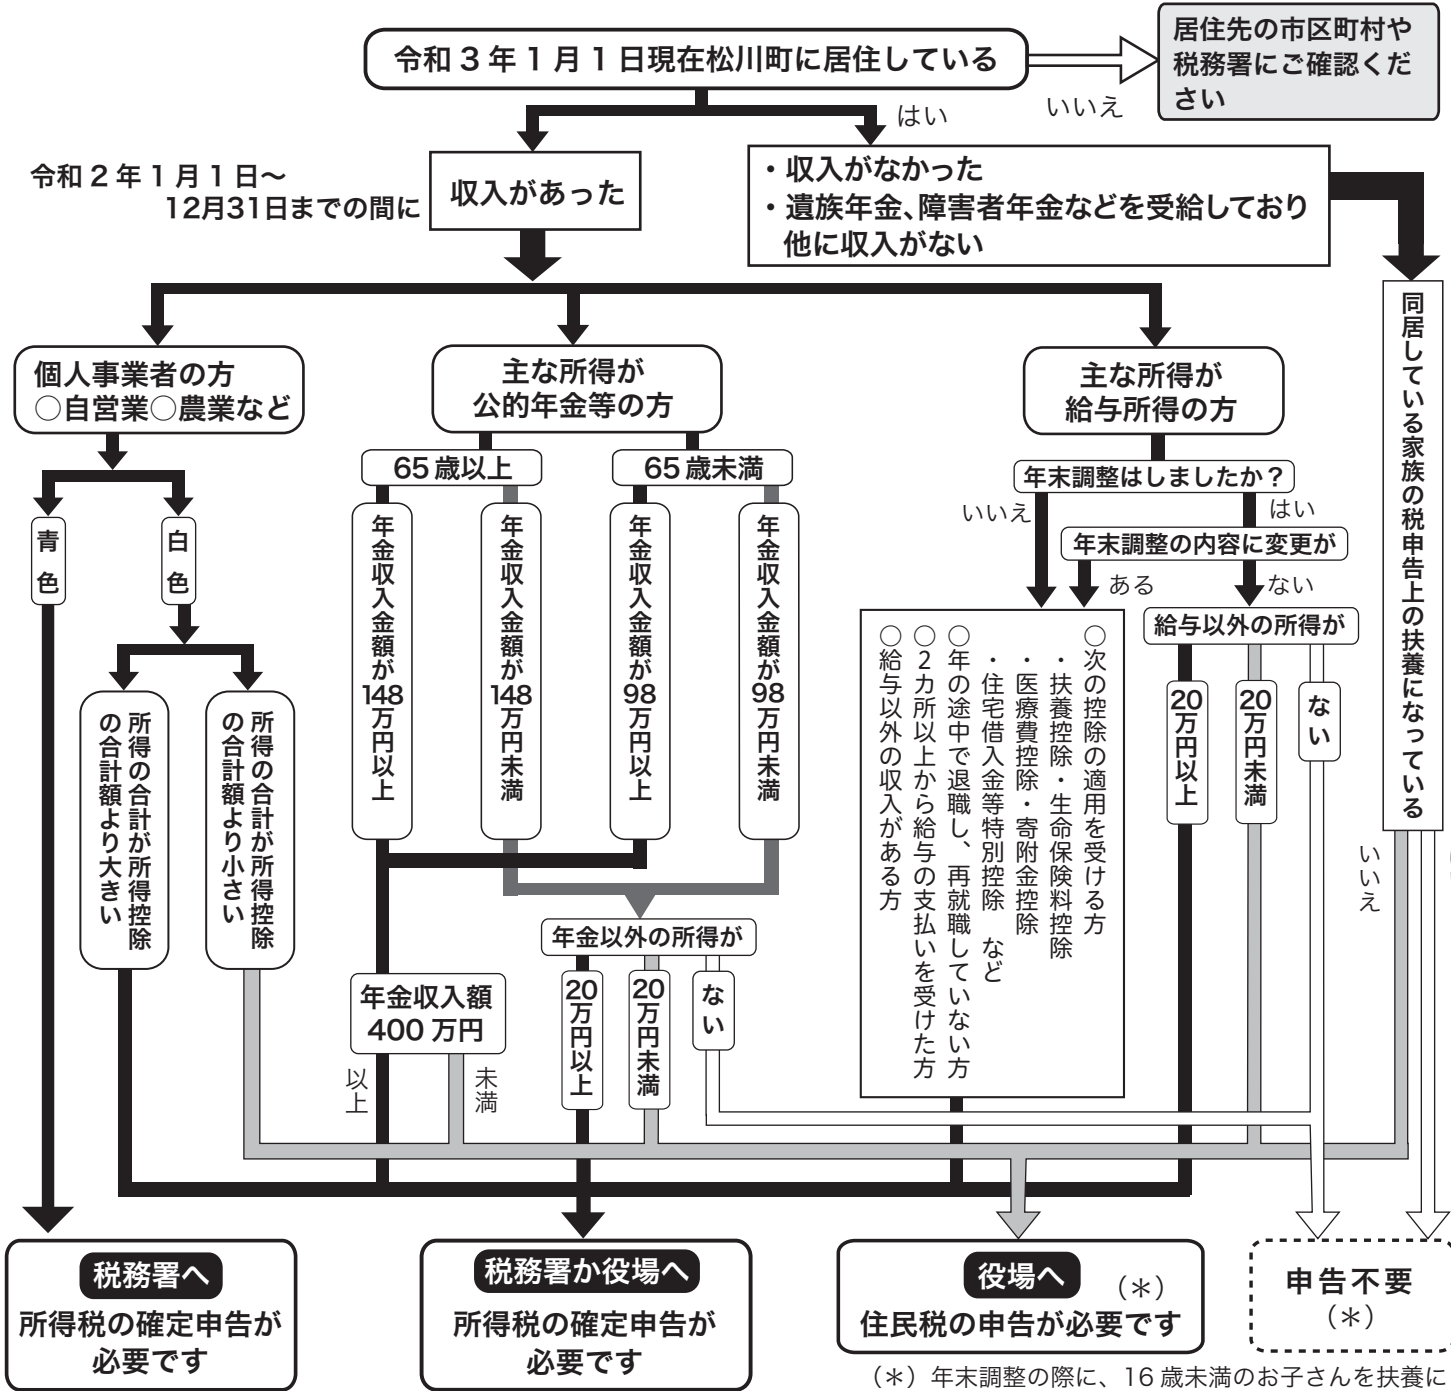 令和3年1月1日現在松川町に居住している
居住先の市区町村や
税務署にご確認くだ
さい
はい
いいえ
令和2年1月1日～
12月31日までの間に
収入があった
・収入がなかった
・遺族年金、障害者年金などを受給しており
他に収入がない
個人事業者の方
○自営業○農業など
主な所得が
公的年金等の方
主な所得が
給与所得の方
同居している家族の税申告上の扶養になっている
65歳以上
65歳未満
年末調整はしましたか？
いいえ
はい
年末調整の内容に変更が
ある
ない
青色
白色
年金収入金額が148万円以上
年金収入金額が148万円未満
年金収入金額が98万円以上
年金収入金額が98万円未満
○次の控除の適用を受ける方
・扶養控除・生命保険料控除
・医療費控除・寄附金控除
・住宅借入金等特別控除　など
○年の途中で退職し、再就職していない方
○2カ所以上から給与の支払いを受けた方
○給与以外の収入がある方
給与以外の所得が
20万円以上
20万円未満
ない
所得の合計が所得控除
の合計額より大きい
所得の合計が所得控除
の合計額より小さい
いいえ
年金以外の所得が
年金収入額
400万円
以上
未満
20万円以上
20万円未満
ない
税務署へ
所得税の確定申告が
必要です
税務署か役場へ
所得税の確定申告が
必要です
役場へ
（＊）
住民税の申告が必要です
申告不要
（＊）
（＊）年末調整の際に、16歳未満のお子さんを扶養に